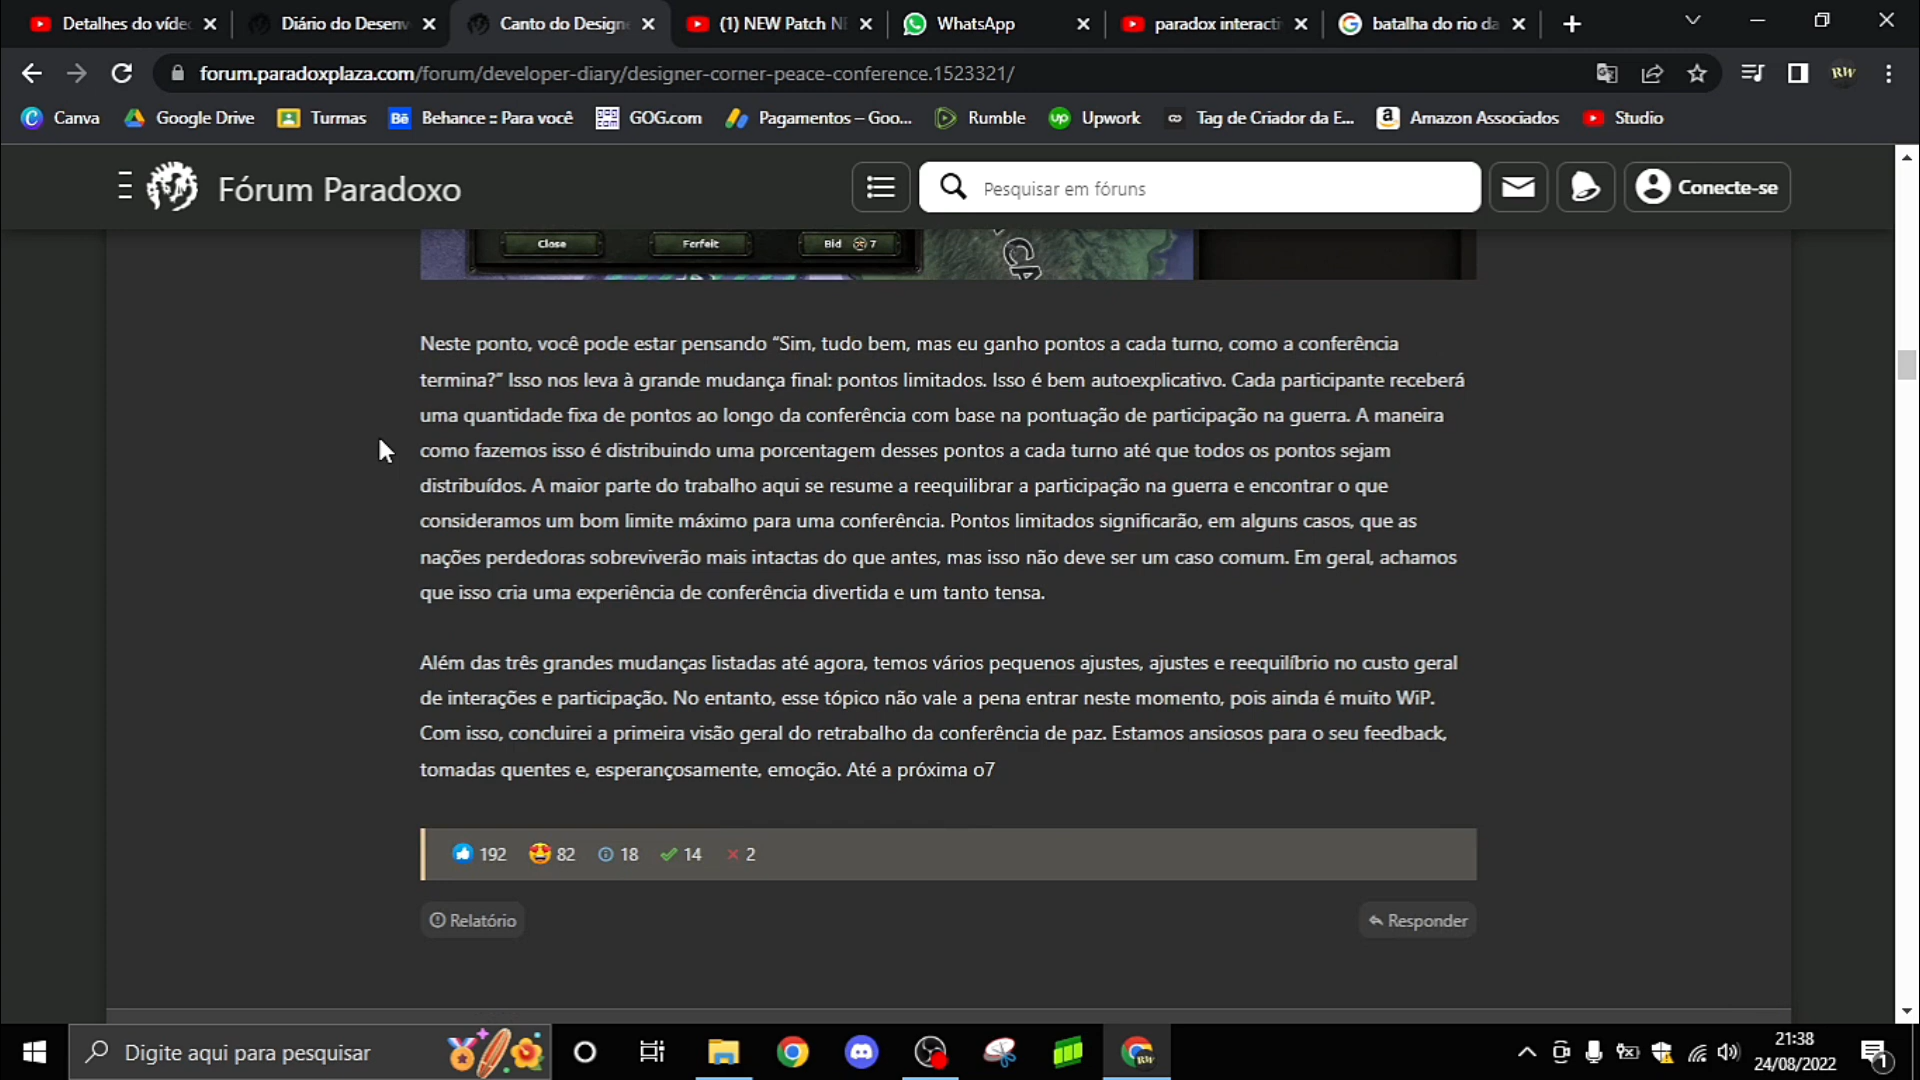 Detalhes do víde
Diário do Desenv
Canto do Design
(1) NEW Patch N
WhatsApp
paradox interacti
batalha do rio da
forum.paradoxplaza.com/forum/developer-diary/designer-corner-peace-conference.1523321/
RW
Canva
Google Drive
Turmas
Bē Behance :: Para você
GOG.com
Pagamentos – Goo...
Rumble
up Upwork
Tag de Criador da E...
a Amazon Associados
Studio
Fórum Paradoxo
Pesquisar em fóruns
Conecte-se
Close
Forfeit
Bid 7
CA
Neste ponto, você pode estar pensando “Sim, tudo bem, mas eu ganho pontos a cada turno, como a conferência
termina?” Isso nos leva à grande mudança final: pontos limitados. Isso é bem autoexplicativo. Cada participante receberá
uma quantidade fixa de pontos ao longo da conferência com base na pontuação de participação na guerra. A maneira
como fazemos isso é distribuindo uma porcentagem desses pontos a cada turno até que todos os pontos sejam
distribuídos. A maior parte do trabalho aqui se resume a reequilibrar a participação na guerra e encontrar o que
consideramos um bom limite máximo para uma conferência. Pontos limitados significarão, em alguns casos, que as
nações perdedoras sobreviverão mais intactas do que antes, mas isso não deve ser um caso comum. Em geral, achamos
que isso cria uma experiência de conferência divertida e um tanto tensa.
Além das três grandes mudanças listadas até agora, temos vários pequenos ajustes, ajustes e reequilíbrio no custo geral
de interações e participação. No entanto, esse tópico não vale a pena entrar neste momento, pois ainda é muito WiP.
Com isso, concluirei a primeira visão geral do retrabalho da conferência de paz. Estamos ansiosos para o seu feedback,
tomadas quentes e, esperançosamente, emoção. Até a próxima o7
192
82
18
14
2
Relatório
Responder
Digite aqui para pesquisar
RW
21:38
24/08/2022
1